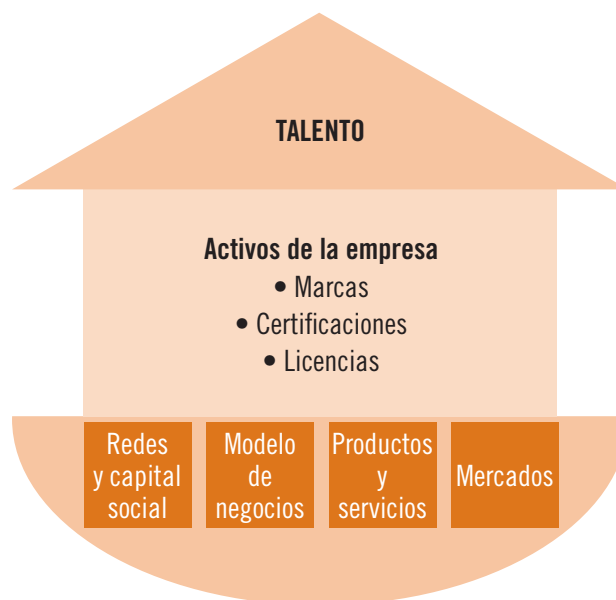 TALENTO
Activos de la empresa
• Marcas
• Certificaciones
• Licencias
Redes
y capital
social
Modelo
de
negocios
Productos
y
servicios
Mercados